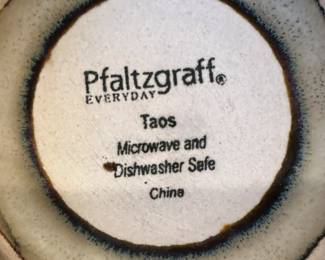 Pfaltzgraff®
EVERYDAY
Taos
Microwave and
Dishwasher Safe
China